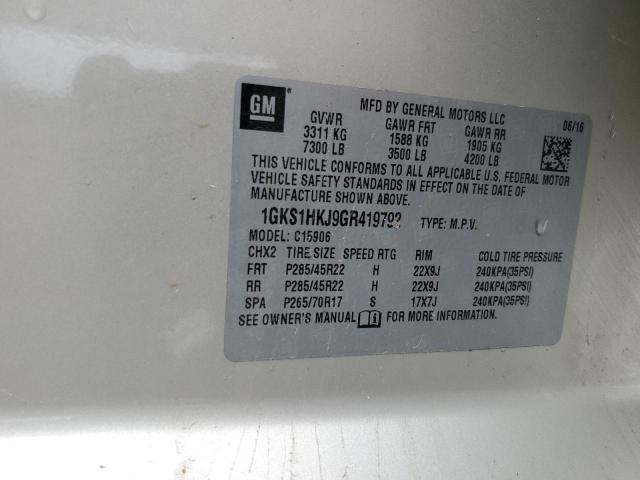 GM
MFD BY GENERAL MOTORS LLC
06/16
GVWR GAWR FRT GAWR RR
3311 KG 1588 KG 1905 KG
7300 LB 3500 LB 4200 LB
THIS VEHICLE CONFORMS TO ALL APPLICABLE U.S. FEDERAL MOTOR
VEHICLE SAFETY STANDARDS IN EFFECT ON THE DATE OF
MANUFACTURE SHOWN ABOVE.
TYPE: M.P.V.
MODEL: C15906
CHX2 TIRE SIZE SPEED RTG RIM COLD TIRE PRESSURE
FRT P285/45R22 H 22X9J 240KPA(35PSI)
RR P285/45R22 H 22X9J 240KPA(35PSI)
SPA P265/70R17 S 17X7J 240KPA(35PSI)
SEE OWNER'S MANUAL FOR MORE INFORMATION.